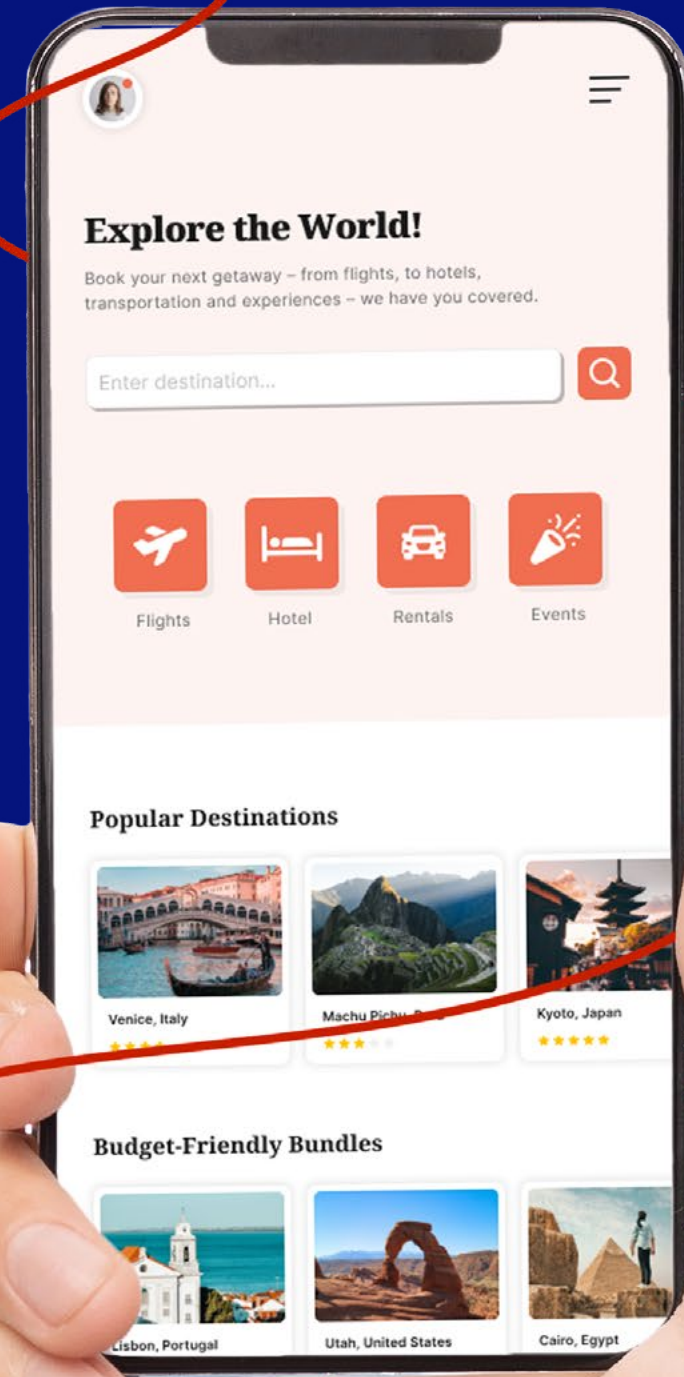 Explore the World!
Book your next getaway – from flights, to hotels,
transportation and experiences – we have you covered.
Enter destination...
Flights Hotel Rentals Events
Popular Destinations
Venice, Italy Machu Pichu, Kyoto, Japan
Budget-Friendly Bundles
Lisbon, Portugal Utah, United States Cairo, Egypt